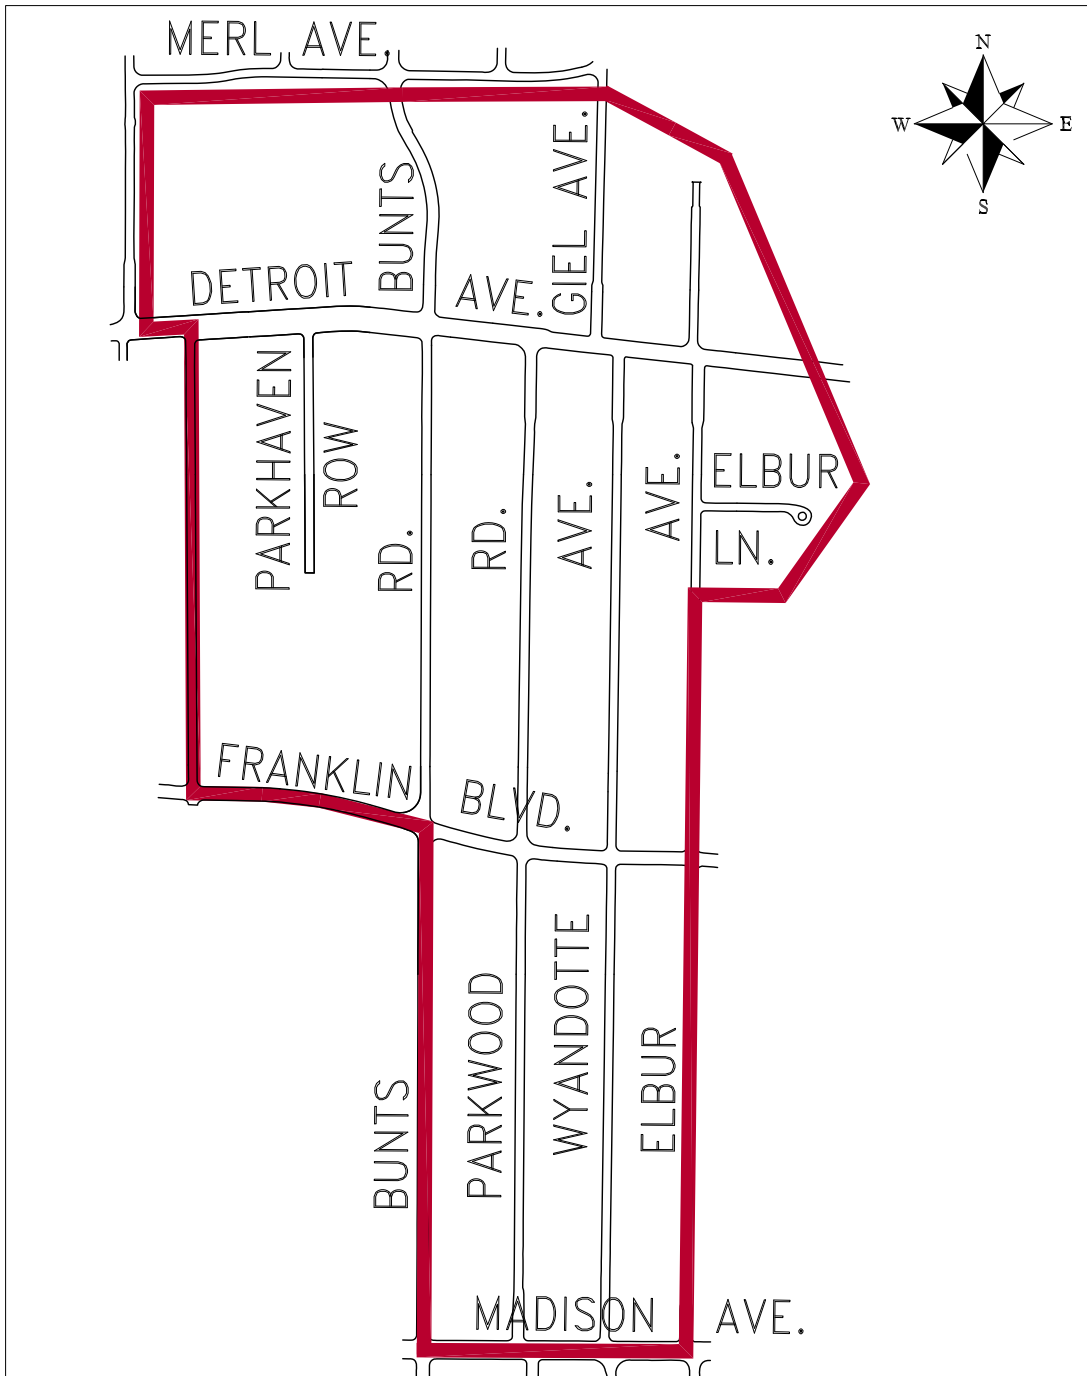 MERL AVE.
N
W E
S
BUNTS
GIEL AVE.
DETROIT AVE.
PARKHAVEN
ROW
RD.
RD.
AVE.
AVE.
ELBUR
LN.
FRANKLIN BLVD.
BUNTS
PARKWOOD
WYANDOTTE
ELBUR
MADISON AVE.